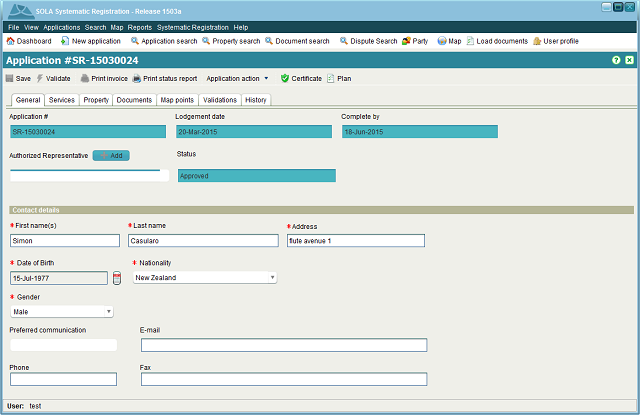 SOLA Systematic Registration - Release 1503a
File View Applications Search Map Reports Systematic Registration Help
Dashboard New application Application search Property search Document search Dispute Search Party Map Load documents User profile
Application #SR-15030024
Save Validate Print invoice Print status report Application action Certificate Plan
General Services Property Documents Map points Validations History
Application # Lodgement date Complete by
SR-15030024 20-Mar-2015 18-Jun-2015
Authorized Representative Add Status
Approved
Contact details
* First name(s) * Last name * Address
Simon Casularo flute avenue 1
* Date of Birth * Nationality
15-Jul-1977 New Zealand
* Gender
Male
Preferred communication E-mail
Phone Fax
User: test